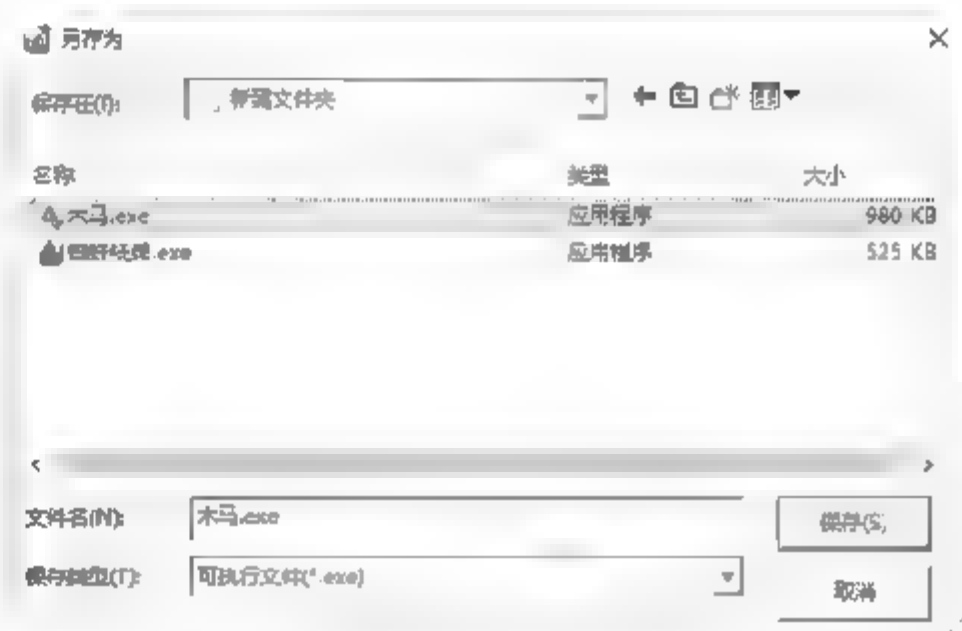 另存为
保存在(I):
新建文件夹
名称 类型 大小
木马.exe 应用程序 980 KB
.exe 应用程序 525 KB
文件名(N): 木马.exe
保存(S)
保存类型(T): 可执行文件(*.exe)
取消